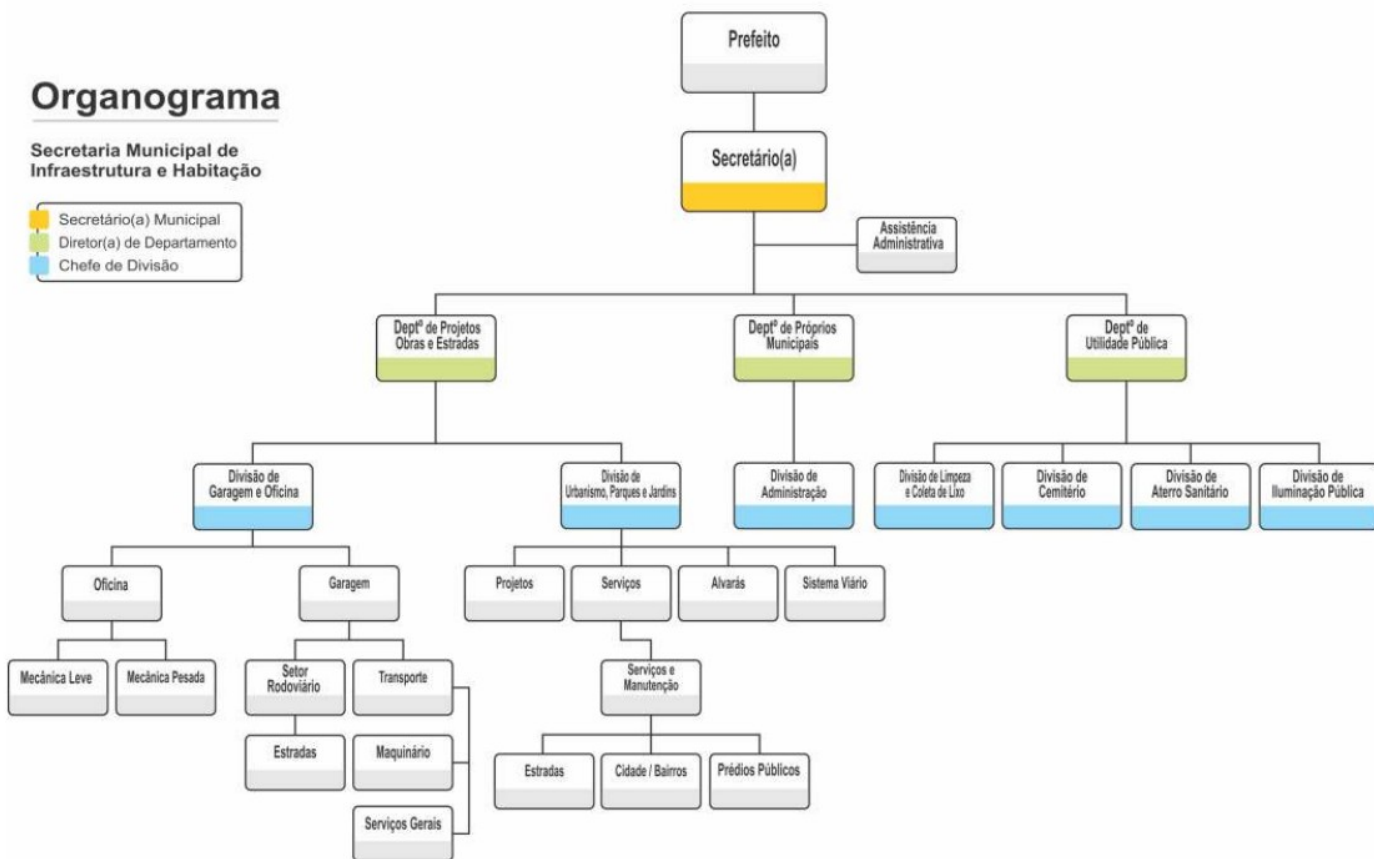 Prefeito
Organograma
Secretaria Municipal de
Infraestrutura e Habitação
Secretário(a)
Secretário(a) Municipal
Diretor(a) de Departamento
Chefe de Divisão
Assistência
Administrativa
Deptº de Projetos
Obras e Estradas
Deptº de Próprios
Municipais
Deptº de
Utilidade Pública
Divisão de
Garagem e Oficina
Divisão de
Urbanismo, Parques e Jardins
Divisão de
Administração
Divisão de Limpeza
e Coleta de Lixo
Divisão de
Cemitério
Divisão de
Aterro Sanitário
Divisão de
Iluminação Pública
Oficina
Garagem
Projetos
Serviços
Alvarás
Sistema Viário
Mecânica Leve
Mecânica Pesada
Setor
Rodoviário
Transporte
Serviços e
Manutenção
Estradas
Maquinário
Estradas
Cidade / Bairros
Prédios Públicos
Serviços Gerais